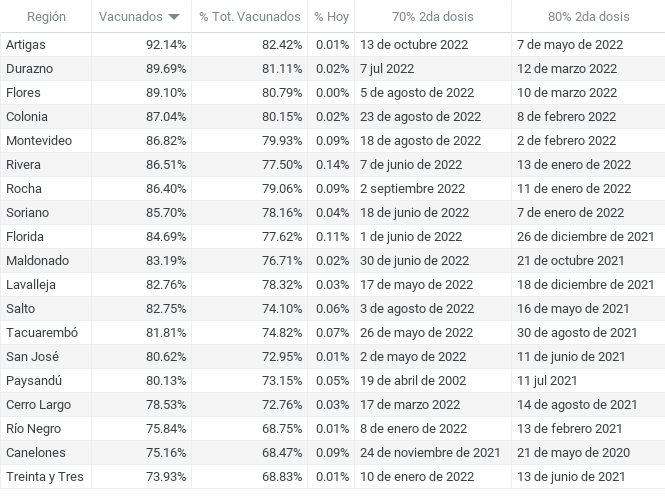 Región Vacunados % Tot. Vacunados % Hoy 70% 2da dosis 80% 2da dosis
Artigas 92.14% 82.42% 0.01% 13 de octubre 2022 7 de mayo de 2022
Durazno 89.69% 81.11% 0.02% 7 jul 2022 12 de marzo 2022
Flores 89.10% 80.79% 0.00% 5 de agosto de 2022 10 de marzo 2022
Colonia 87.04% 80.15% 0.02% 23 de agosto de 2022 8 de febrero 2022
Montevideo 86.82% 79.93% 0.09% 18 de agosto de 2022 2 de febrero 2022
Rivera 86.51% 77.50% 0.14% 7 de junio de 2022 13 de enero de 2022
Rocha 86.40% 79.06% 0.09% 2 septiembre 2022 11 de enero de 2022
Soriano 85.70% 78.16% 0.04% 18 de junio de 2022 7 de enero de 2022
Florida 84.69% 77.62% 0.11% 1 de junio de 2022 26 de diciembre de 2021
Maldonado 83.19% 76.71% 0.02% 30 de junio de 2022 21 de octubre 2021
Lavalleja 82.76% 78.32% 0.03% 17 de mayo de 2022 18 de diciembre de 2021
Salto 82.75% 74.10% 0.06% 3 de agosto de 2022 16 de mayo de 2021
Tacuarembó 81.81% 74.82% 0.07% 26 de mayo de 2022 30 de agosto de 2021
San José 80.62% 72.95% 0.01% 2 de mayo de 2022 11 de junio de 2021
Paysandú 80.13% 73.15% 0.05% 19 de abril de 2002 11 jul 2021
Cerro Largo 78.53% 72.76% 0.03% 17 de marzo 2022 14 de agosto de 2021
Río Negro 75.84% 68.75% 0.01% 8 de enero de 2022 13 de febrero 2021
Canelones 75.16% 68.47% 0.09% 24 de noviembre de 2021 21 de mayo de 2020
Treinta y Tres 73.93% 68.83% 0.01% 10 de enero de 2022 13 de junio de 2021